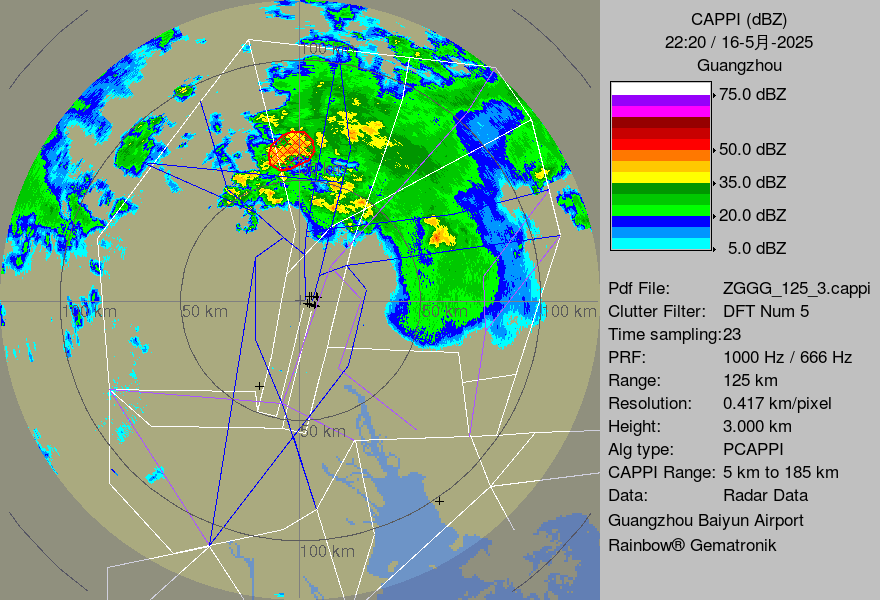 CAPPI (dBZ)
22:20 / 16-5月-2025
Guangzhou
75.0 dBZ
50.0 dBZ
35.0 dBZ
20.0 dBZ
5.0 dBZ
Pdf File: ZGGG_125_3.cappi
Clutter Filter: DFT Num 5
Time sampling:23
PRF: 1000 Hz / 666 Hz
Range: 125 km
Resolution: 0.417 km/pixel
Height: 3.000 km
Alg type: PCAPPI
CAPPI Range: 5 km to 185 km
Data: Radar Data
Guangzhou Baiyun Airport
Rainbow® Gematronik
100 km
100 km
50 km
50 km
100 km
50 km
100 km